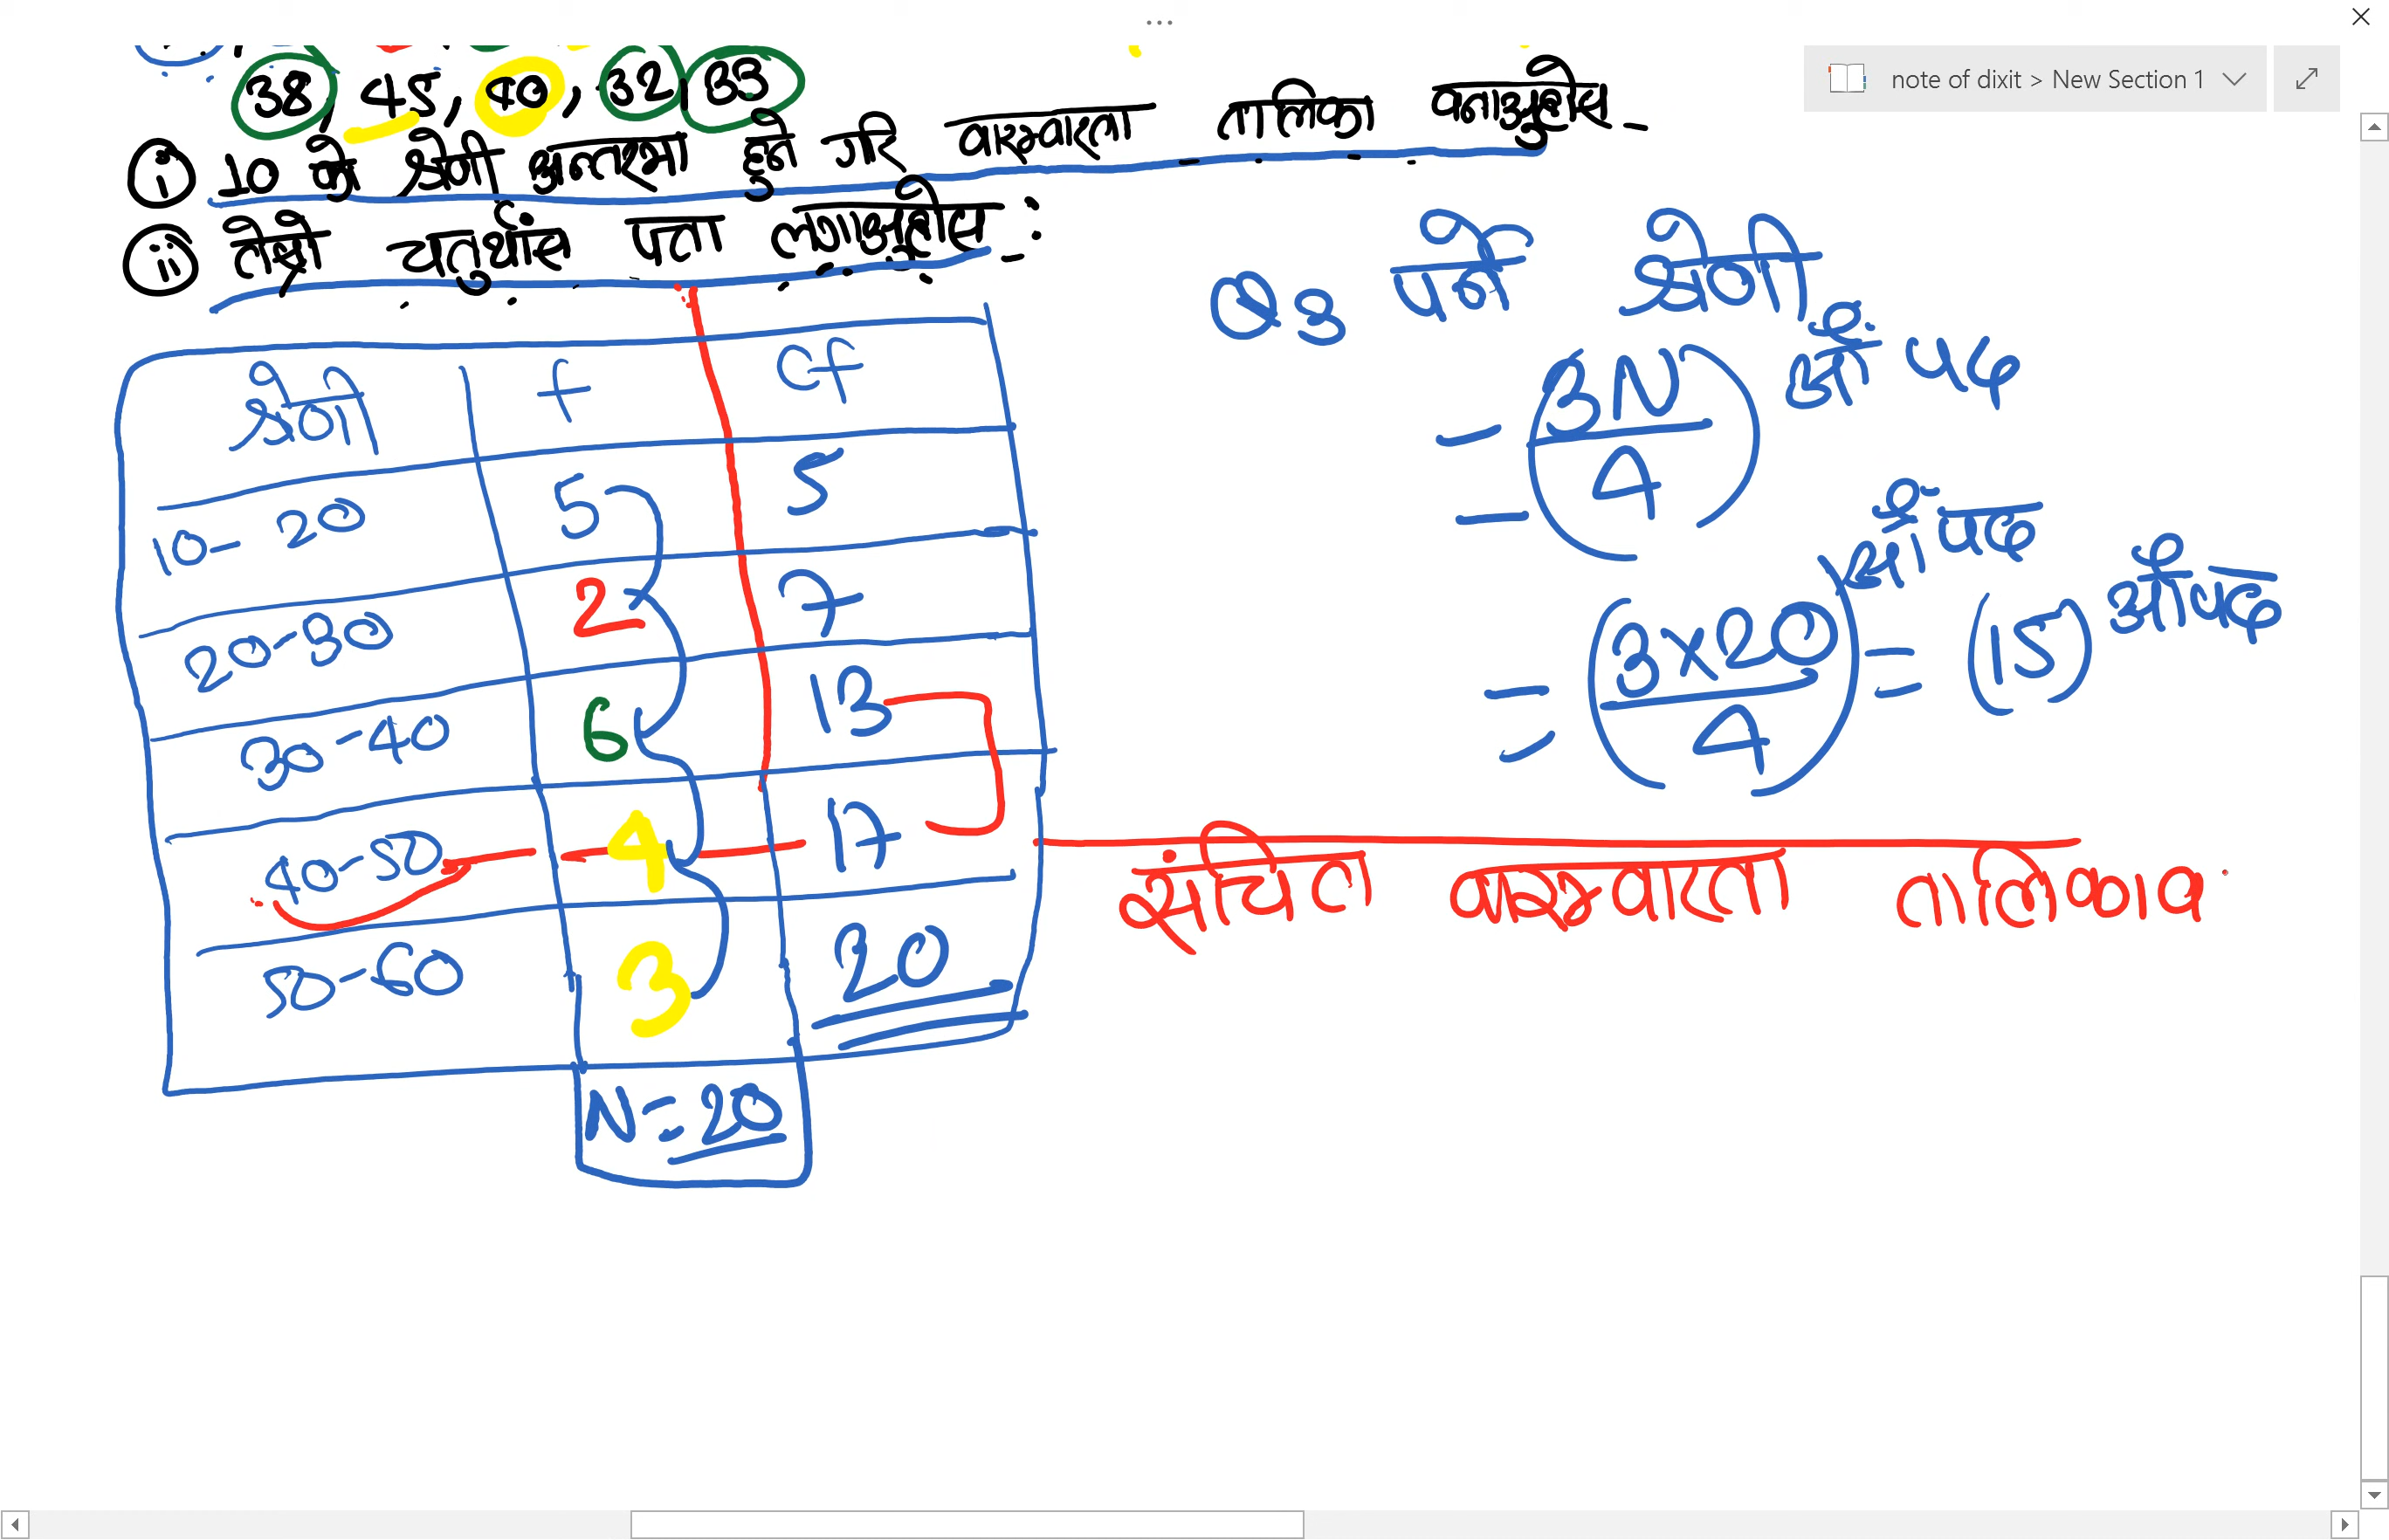 note of dixit > New Section 1
38, 45, 40, 32, 33
i 10 को श्रेणी अन्तरमा हुने गरि बारम्वारता तालिका बनाउनुहोस् -
ii तेस्रो चतुर्थांस पत्ता लगाउनुहोस :
श्रेणी f cf
10 - 20 5 5
20-30 2 7
30 - 40 6 13
40-50 4 17
50-60 3 20
N = 20
Q3 पर्ने श्रेणी
= (3N/4) औं पद
= (3×20/4) औं पद = (15) औं पद
संचित बारम्बारता तालिकाब